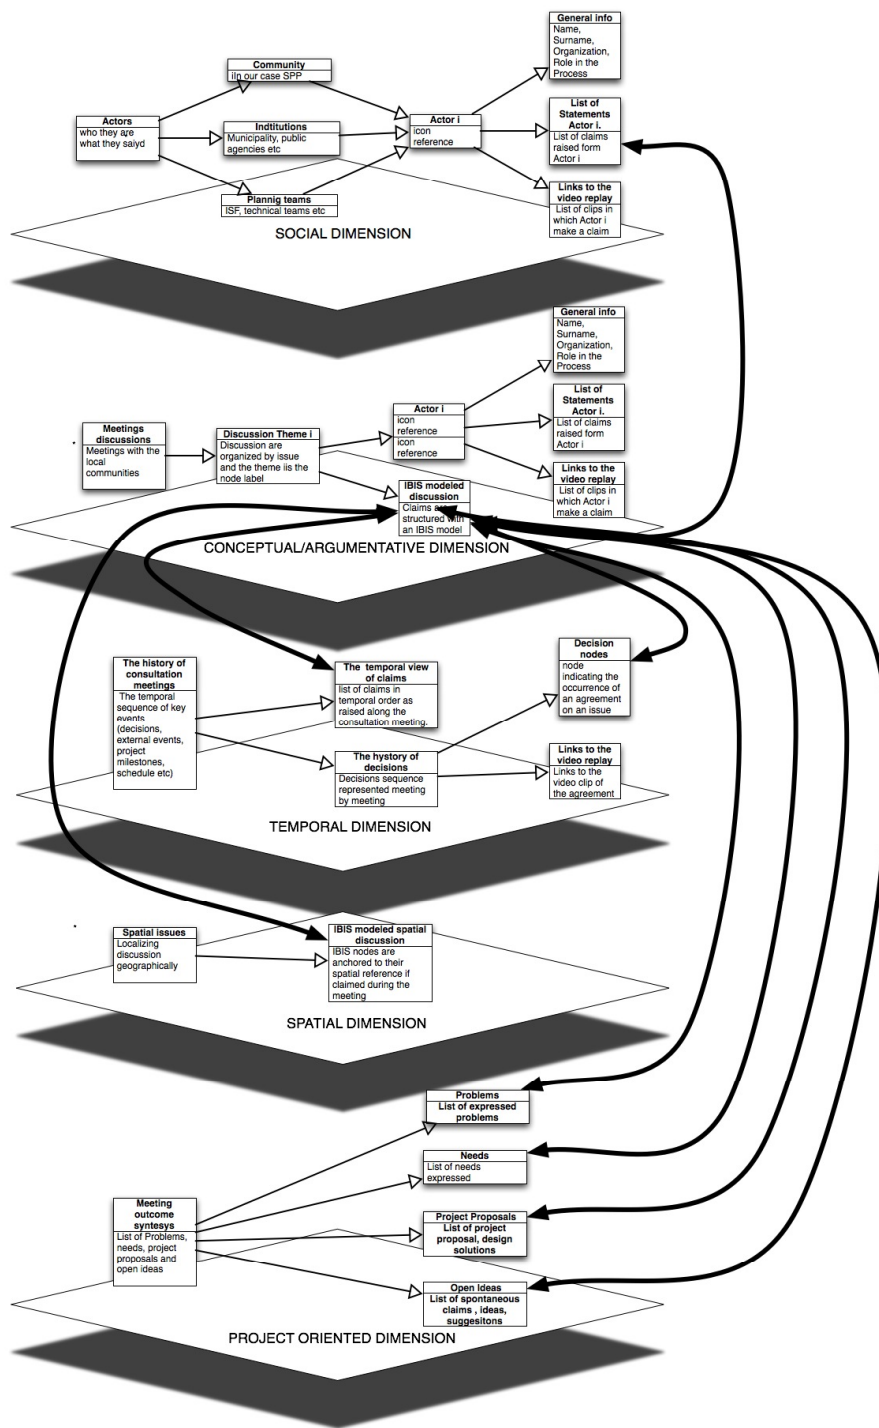 General info
Name,
Surname,
Organization,
Role in the
Process
Community
iIn our case SPP
List of
Statements
Actor i.
List of claims
raised form
Actor i
Actors
who they are
what they saiyd
Indtitutions
Municipality, public
agencies etc
Actor i
icon
reference
Plannig teams
ISF, technical teams etc
Links to the
video replay
List of clips in
which Actor i
make a claim
SOCIAL DIMENSION
General info
Name,
Surname,
Organization,
Role in the
Process
Meetings
discussions
Meetings with the
local
communities
Discussion Theme i
Discussion are
organized by issue
and the theme iis the
node label
Actor i
icon
reference
icon
reference
List of
Statements
Actor i.
List of claims
raised form
Actor i
IBIS modeled
discussion
Claims are
structured with
an IBIS model
Links to the
video replay
List of clips in
which Actor i
make a claim
CONCEPTUAL/ARGUMENTATIVE DIMENSION
The history of
consultation
meetings
The temporal
sequence of key
events
(decisions,
external events,
project
milestones,
schedule etc)
The temporal view
of claims
list of claims in
temporal order as
raised along the
consultation meeting.
Decision
nodes
node
indicating the
occurrence of
an agreement
on an issue
The hystory of
decisions
Decisions sequence
represented meeting
by meeting
Links to the
video replay
Links to the
video clip of
the agreement
TEMPORAL DIMENSION
Spatial issues
Localizing
discussion
geographically
IBIS modeled spatial
discussion
IBIS nodes are
anchored to their
spatial reference if
claimed during the
meeting
SPATIAL DIMENSION
Problems
List of expressed
problems
Needs
List of needs
expressed
Meeting
outcome
syntesys
List of Problems,
needs, project
proposals and
open ideas
Project Proposals
List of project
proposal, design
solutions
Open Ideas
List of spontaneous
claims , ideas,
suggesitons
PROJECT ORIENTED DIMENSION